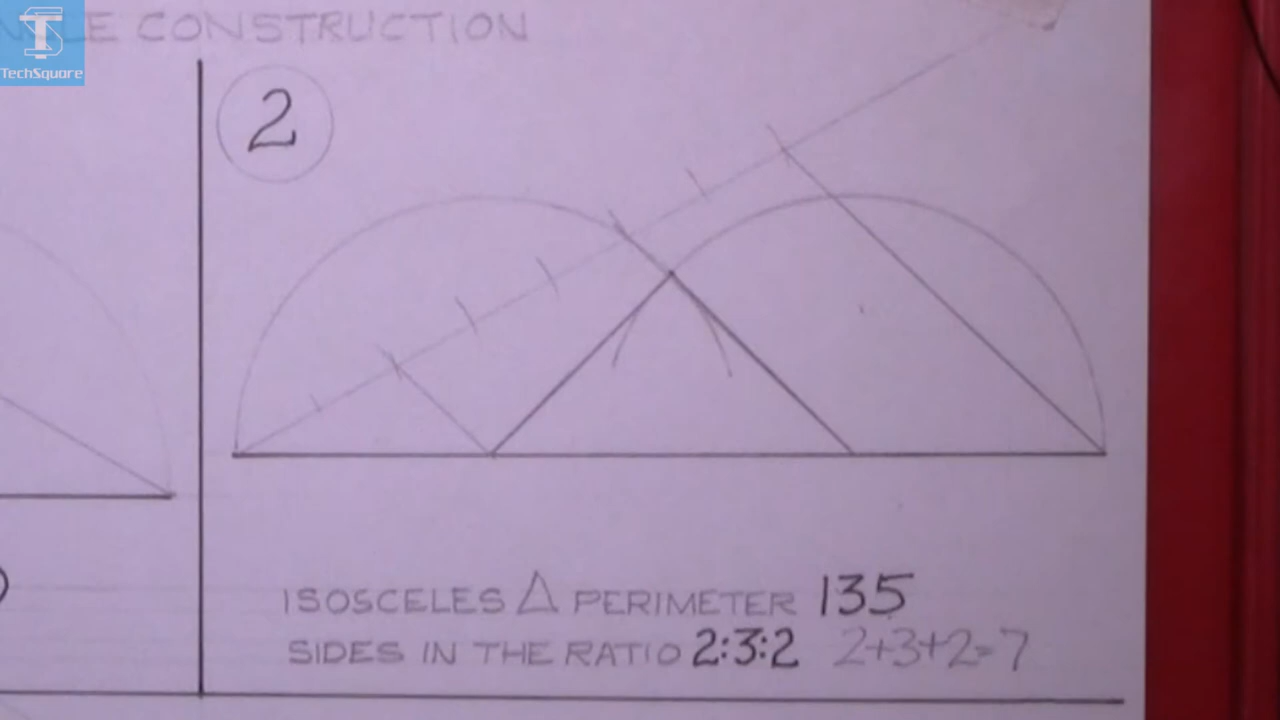 CONSTRUCTION
TechSquare
2
ISOSCELES △ PERIMETER 135
SIDES IN THE RATIO 2:3:2 2+3+2=7